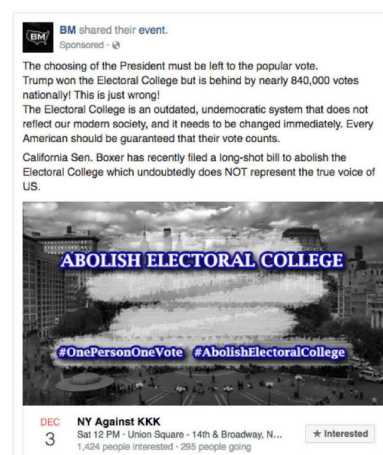 BM
BM shared their event.
Sponsored ·
The choosing of the President must be left to the popular vote.
Trump won the Electoral College but is behind by nearly 840,000 votes
nationally! This is just wrong!
The Electoral College is an outdated, undemocratic system that does not
reflect our modern society, and it needs to be changed immediately. Every
American should be guaranteed that their vote counts.
California Sen. Boxer has recently filed a long-shot bill to abolish the
Electoral College which undoubtedly does NOT represent the true voice of
US.
ABOLISH ELECTORAL COLLEGE
#OnePersonOneVote #AbolishElectoralCollege
DEC
3
NY Against KKK
Sat 12 PM · Union Square - 14th & Broadway, N...
1,424 people interested · 295 people going
★ Interested